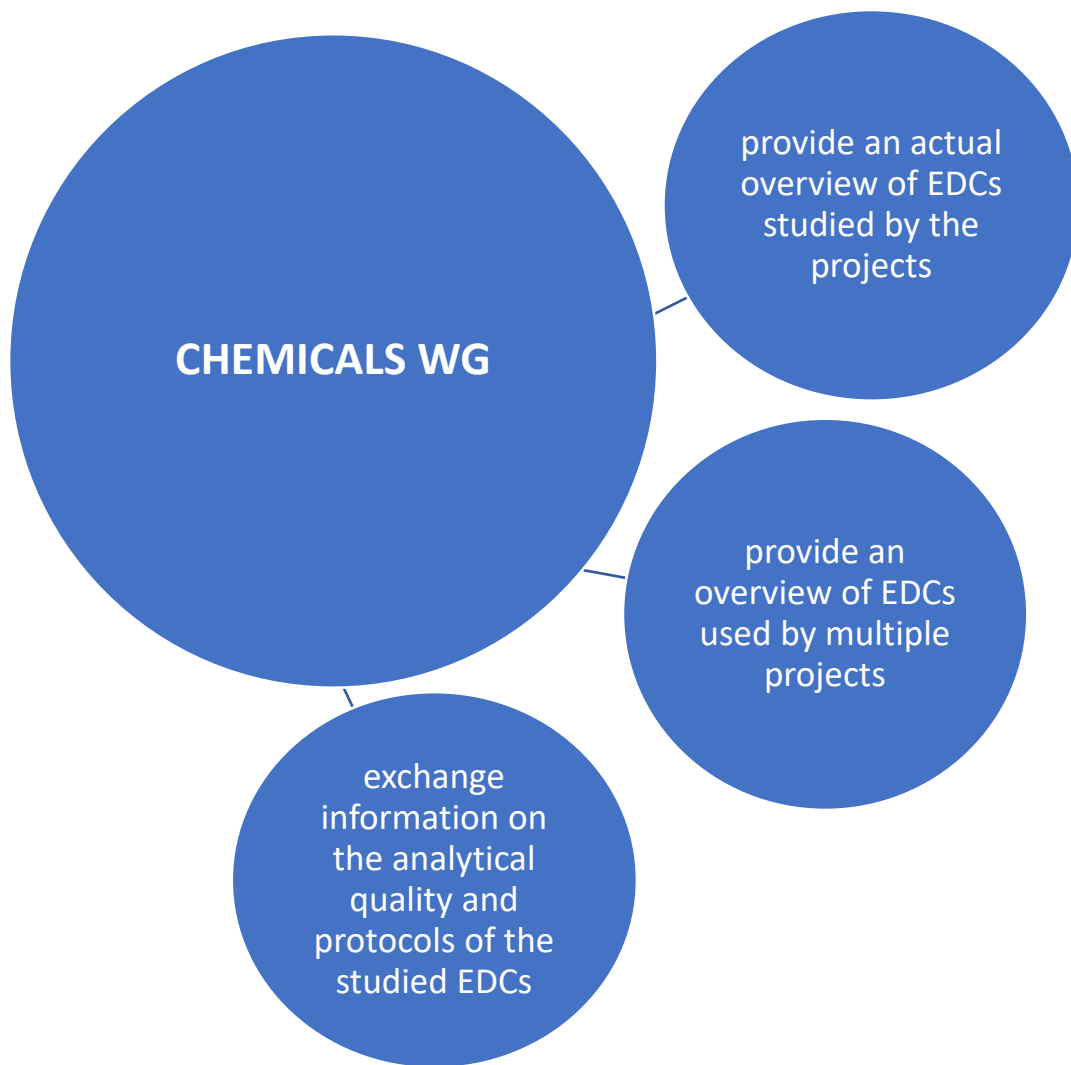 CHEMICALS WG
provide an actual
overview of EDCs
studied by the
projects
provide an
overview of EDCs
used by multiple
projects
exchange
information on
the analytical
quality and
protocols of the
studied EDCs